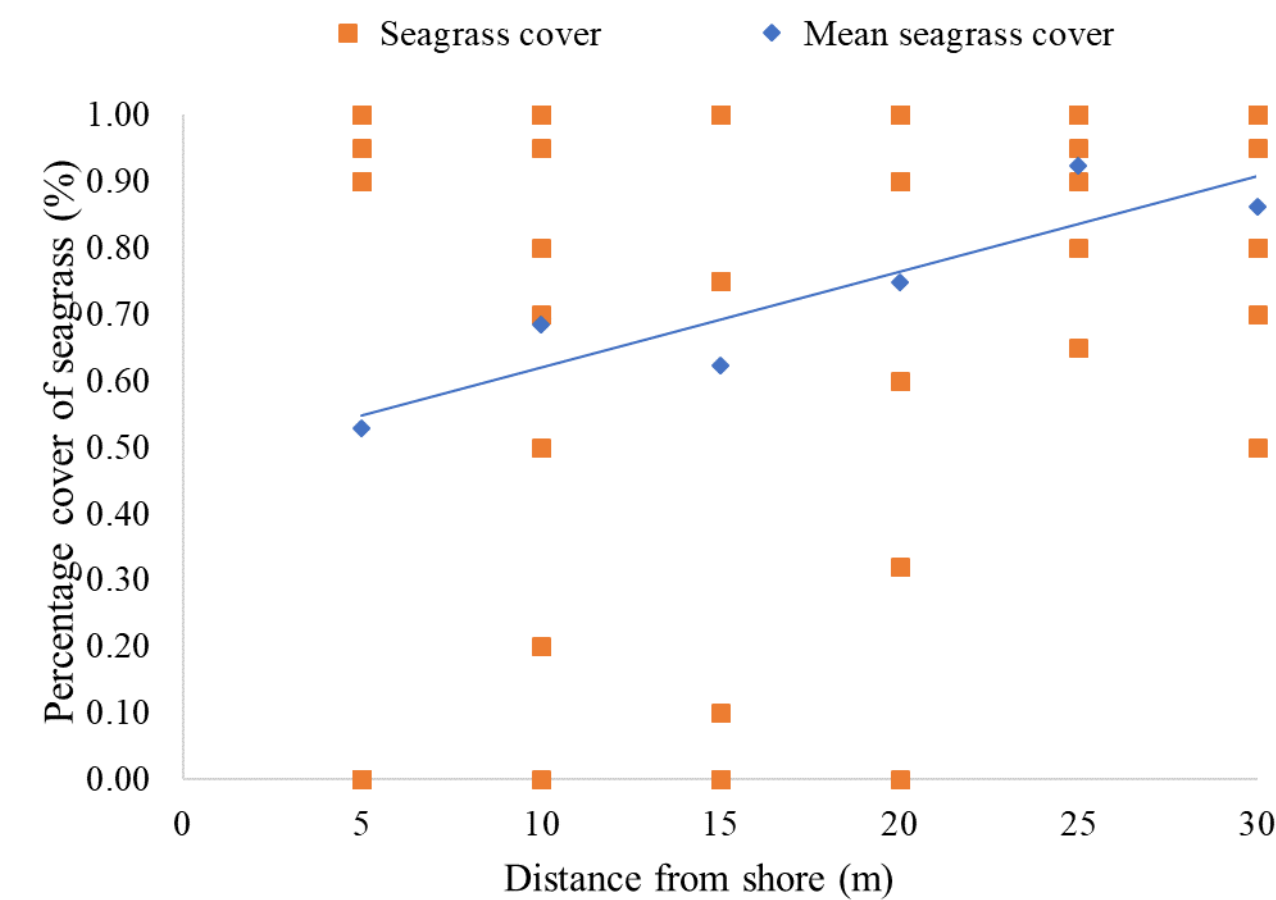 Seagrass cover
Mean seagrass cover
Percentage cover of seagrass (%)
1.00
0.90
0.80
0.70
0.60
0.50
0.40
0.30
0.20
0.10
0.00
0 5 10 15 20 25 30
Distance from shore (m)